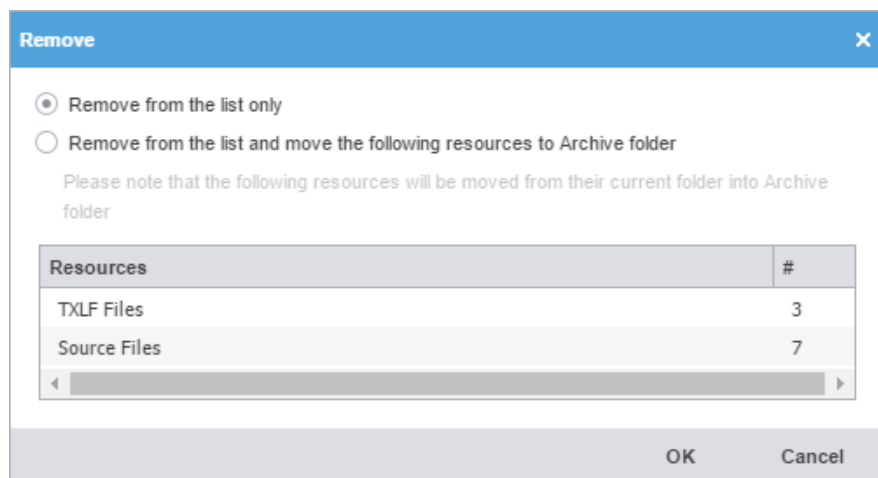 Remove
Remove from the list only
Remove from the list and move the following resources to Archive folder
Please note that the following resources will be moved from their current folder into Archive
folder
Resources #
TXLF Files 3
Source Files 7
OK Cancel